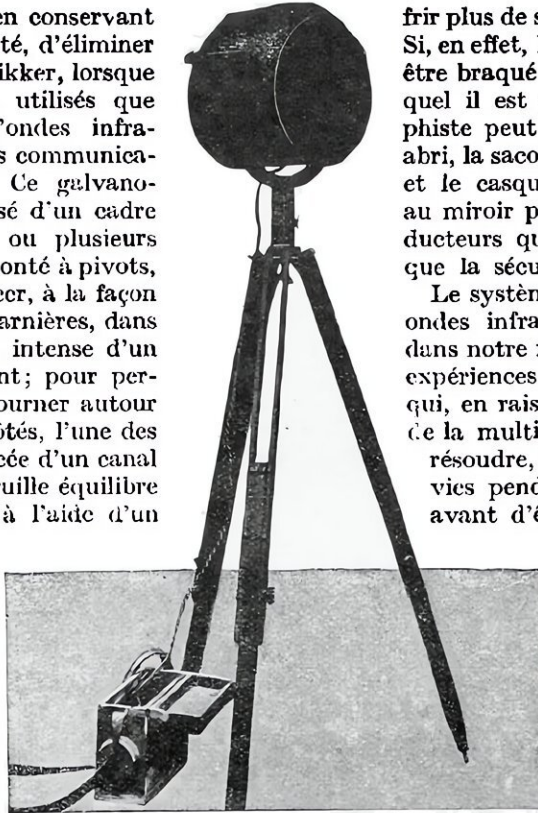 en conservant
té, d'éliminer
ikker, lorsque
utilisés que
'ondes infra-
s communica-
Ce galvano-
sé d'un cadre
ou plusieurs
onté à pivots,
cer, à la façon
arnières, dans
intense d'un
nt; pour per-
ourner autour
ôtés, l'une des
cée d'un canal
uille équilibre
à l'aide d'un
frir plus de s
Si, en effet, l
être braqué
quel il est
phiste peut
abri, la saco
et le casqu
au miroir p
ducteurs qu
que la sécu
Le systèn
ondes infra
dans notre n
expériences
qui, en rais
de la multi
résoudre,
vies pend
avant d'ê